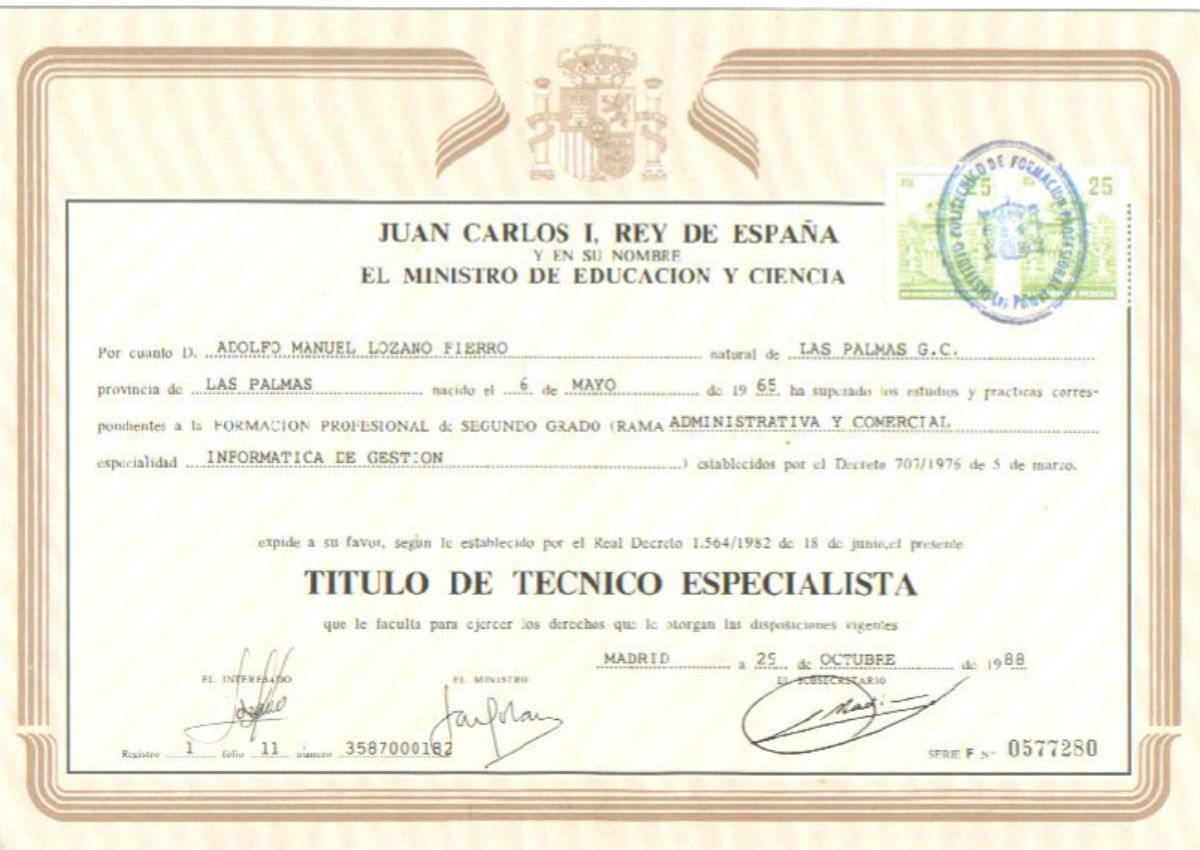 JUAN CARLOS I, REY DE ESPAÑA
Y EN SU NOMBRE
EL MINISTRO DE EDUCACION Y CIENCIA
25 25
INSTITUTO POLITECNICO DE FORMACION PROFESIONAL
Las Palmas
Por cuanto D. ADOLFO MANUEL LOZANO FIERRO natural de LAS PALMAS G.C.
provincia de LAS PALMAS nacido el 6 de MAYO de 19 65 ha superado los estudios y practicas corres-
pondientes a la FORMACION PROFESIONAL de SEGUNDO GRADO (RAMA ADMINISTRATIVA Y COMERCIAL
especialidad INFORMATICA DE GESTION ) establecidos por el Decreto 707/1976 de 5 de marzo.
expide a su favor, según lo establecido por el Real Decreto 1.564/1982 de 18 de junio,el presente
TITULO DE TECNICO ESPECIALISTA
que le faculta para ejercer los derechos que le otorgan las disposiciones vigentes
MADRID a 25 de OCTUBRE de 1988
EL INTERESADO EL MINISTRO EL SUBSECRETARIO
Registro 1 folio 11 número 3587000182 SERIE F Nº 0577280